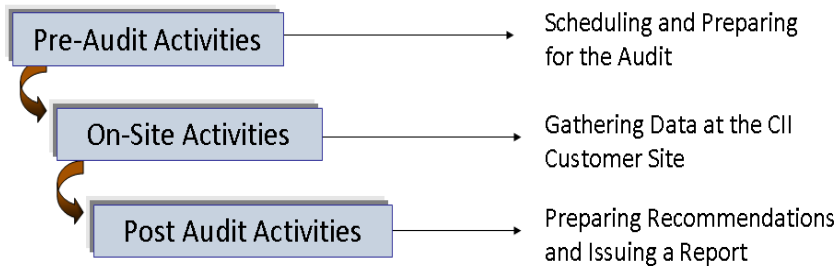 Pre-Audit Activities
Scheduling and Preparing
for the Audit
On-Site Activities
Gathering Data at the CII
Customer Site
Post Audit Activities
Preparing Recommendations
and Issuing a Report